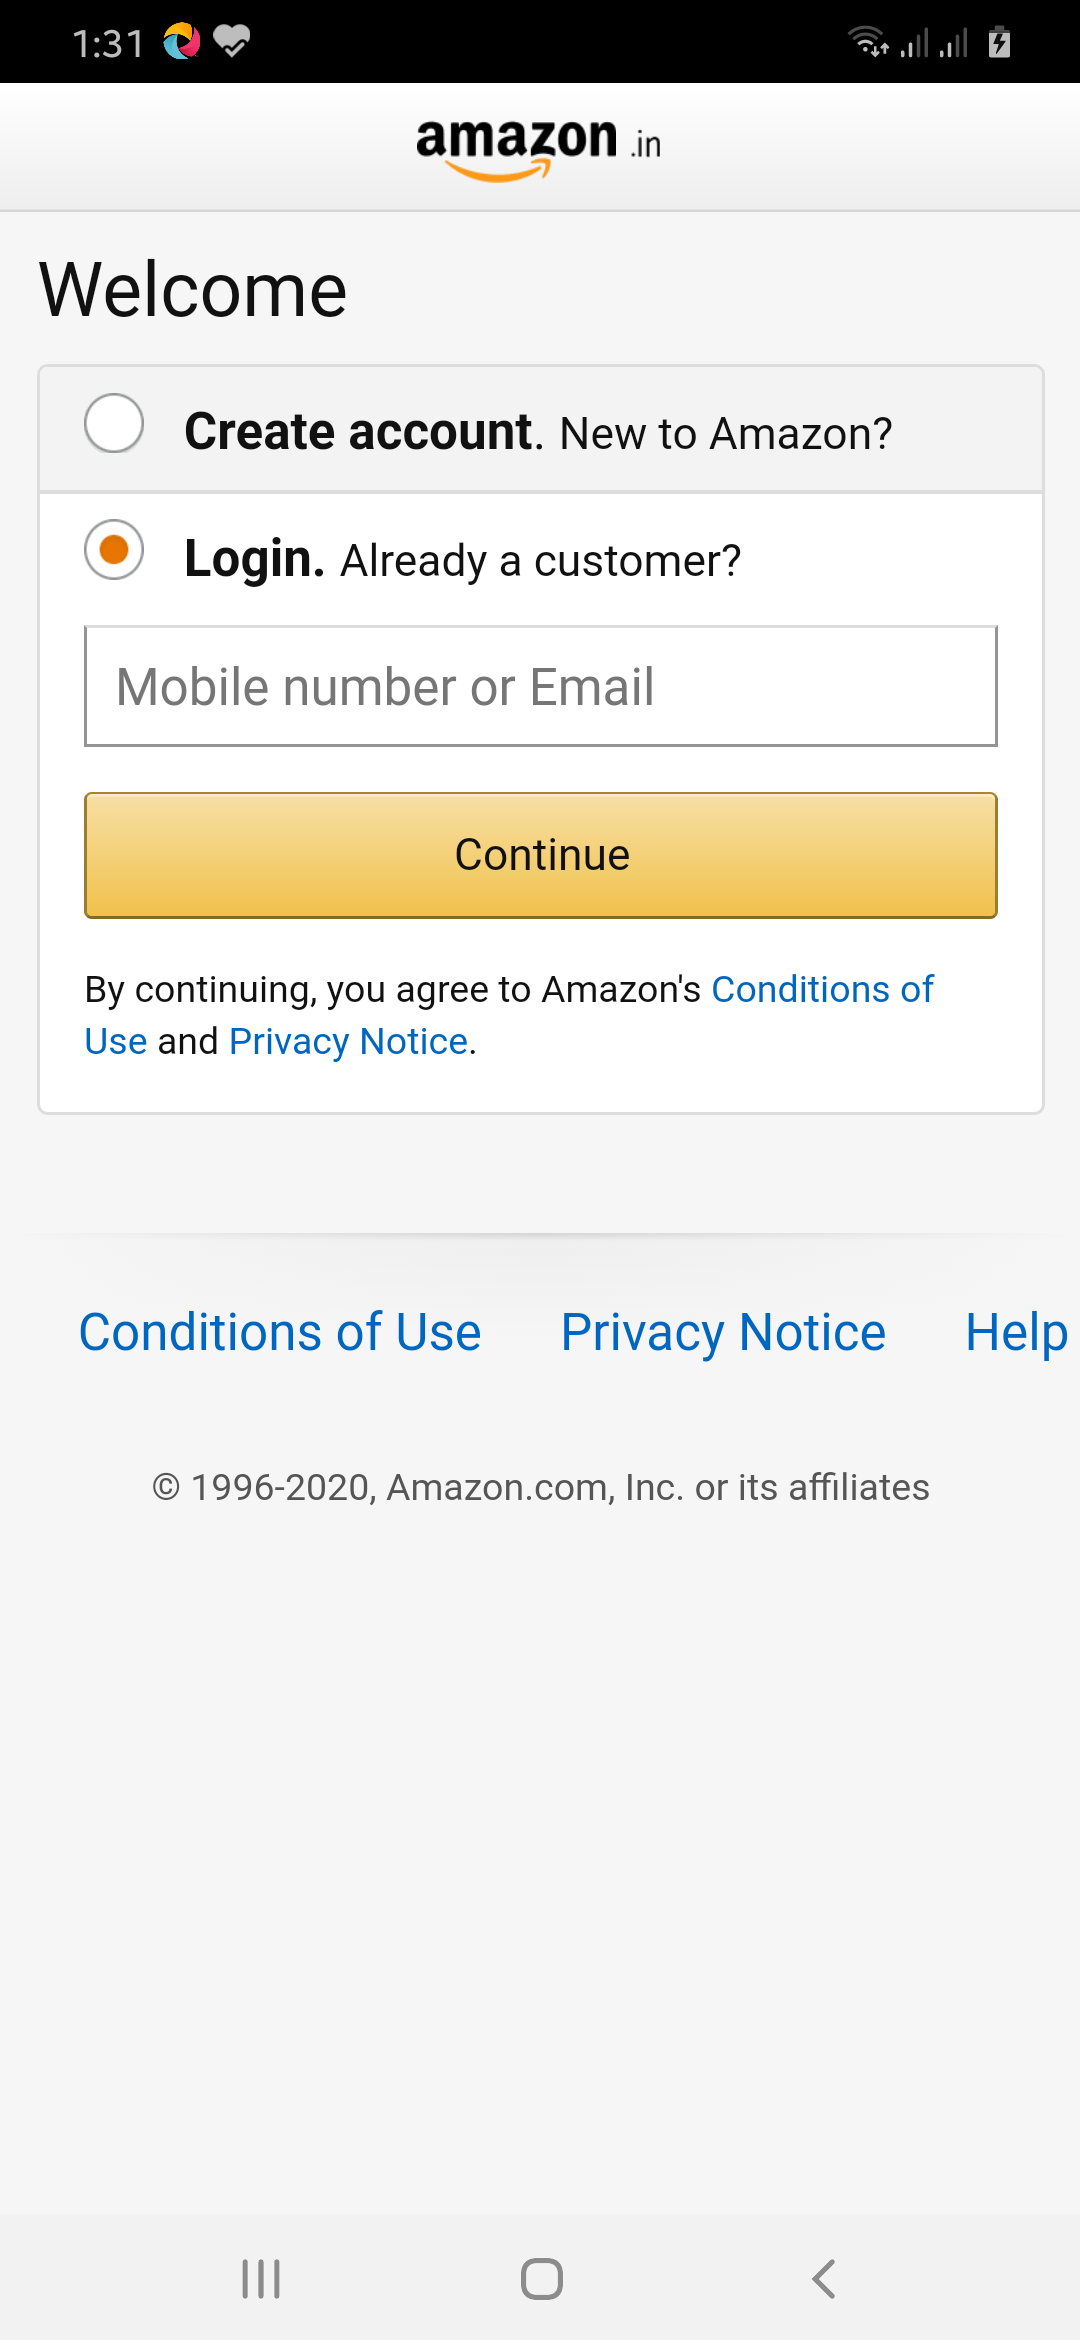 1:31
amazon.in
Welcome
Create account. New to Amazon?
Login. Already a customer?
Mobile number or Email
Continue
By continuing, you agree to Amazon's Conditions of
Use and Privacy Notice.
Conditions of Use Privacy Notice Help
© 1996-2020, Amazon.com, Inc. or its affiliates